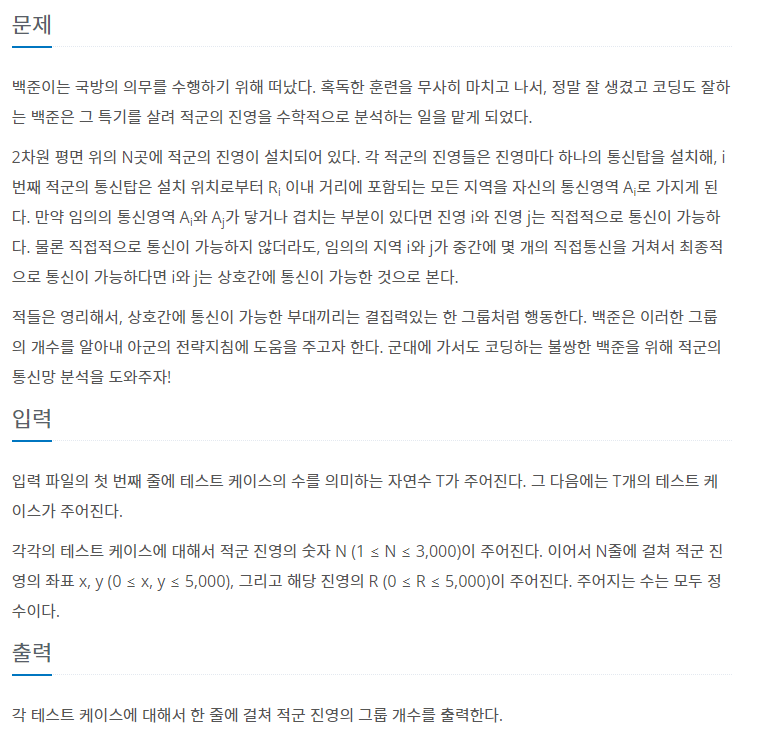 문제
백준이는 국방의 의무를 수행하기 위해 떠났다. 혹독한 훈련을 무사히 마치고 나서, 정말 잘 생겼고 코딩도 잘하
는 백준은 그 특기를 살려 적군의 진영을 수학적으로 분석하는 일을 맡게 되었다.
2차원 평면 위의 N곳에 적군의 진영이 설치되어 있다. 각 적군의 진영들은 진영마다 하나의 통신탑을 설치해, i
번째 적군의 통신탑은 설치 위치로부터 Ri 이내 거리에 포함되는 모든 지역을 자신의 통신영역 Ai로 가지게 된
다. 만약 임의의 통신영역 Ai와 Aj가 닿거나 겹치는 부분이 있다면 진영 i와 진영 j는 직접적으로 통신이 가능하
다. 물론 직접적으로 통신이 가능하지 않더라도, 임의의 지역 i와 j가 중간에 몇 개의 직접통신을 거쳐서 최종적
으로 통신이 가능하다면 i와 j는 상호간에 통신이 가능한 것으로 본다.
적들은 영리해서, 상호간에 통신이 가능한 부대끼리는 결집력있는 한 그룹처럼 행동한다. 백준은 이러한 그룹
의 개수를 알아내 아군의 전략지침에 도움을 주고자 한다. 군대에 가서도 코딩하는 불쌍한 백준을 위해 적군의
통신망 분석을 도와주자!
입력
입력 파일의 첫 번째 줄에 테스트 케이스의 수를 의미하는 자연수 T가 주어진다. 그 다음에는 T개의 테스트 케
이스가 주어진다.
각각의 테스트 케이스에 대해서 적군 진영의 숫자 N (1 ≤ N ≤ 3,000)이 주어진다. 이어서 N줄에 걸쳐 적군 진
영의 좌표 x, y (0 ≤ x, y ≤ 5,000), 그리고 해당 진영의 R (0 ≤ R ≤ 5,000)이 주어진다. 주어지는 수는 모두 정
수이다.
출력
각 테스트 케이스에 대해서 한 줄에 걸쳐 적군 진영의 그룹 개수를 출력한다.